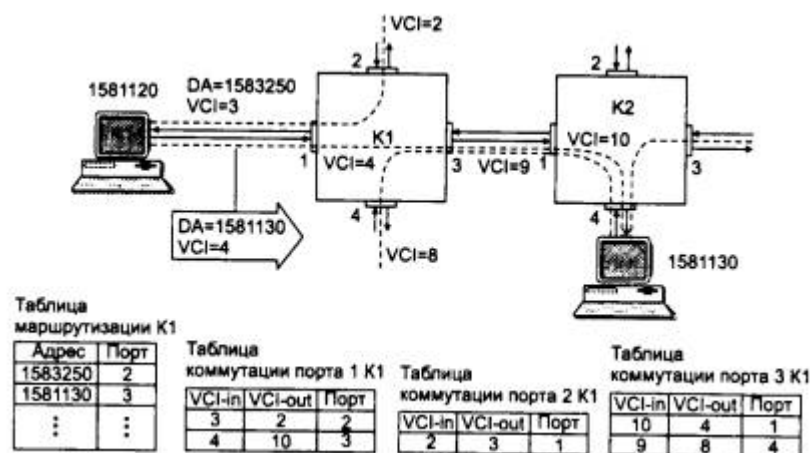 VCI=2
1581120
DA=1583250
VCI=3
2
K1
1
VCI=4
3
4
VCI=8
DA=1581130
VCI=4
VCI=9
2
K2
VCI=10
1
3
4
1581130
Таблица
маршрутизации К1
Адрес Порт
1583250 2
1581130 3
⋮ ⋮
Таблица
коммутации порта 1 К1
VCI-in VCI-out Порт
3 2 2
4 10 3
Таблица
коммутации порта 2 К1
VCI-in VCI-out Порт
2 3 1
Таблица
коммутации порта 3 К1
VCI-in VCI-out Порт
10 4 1
9 8 4